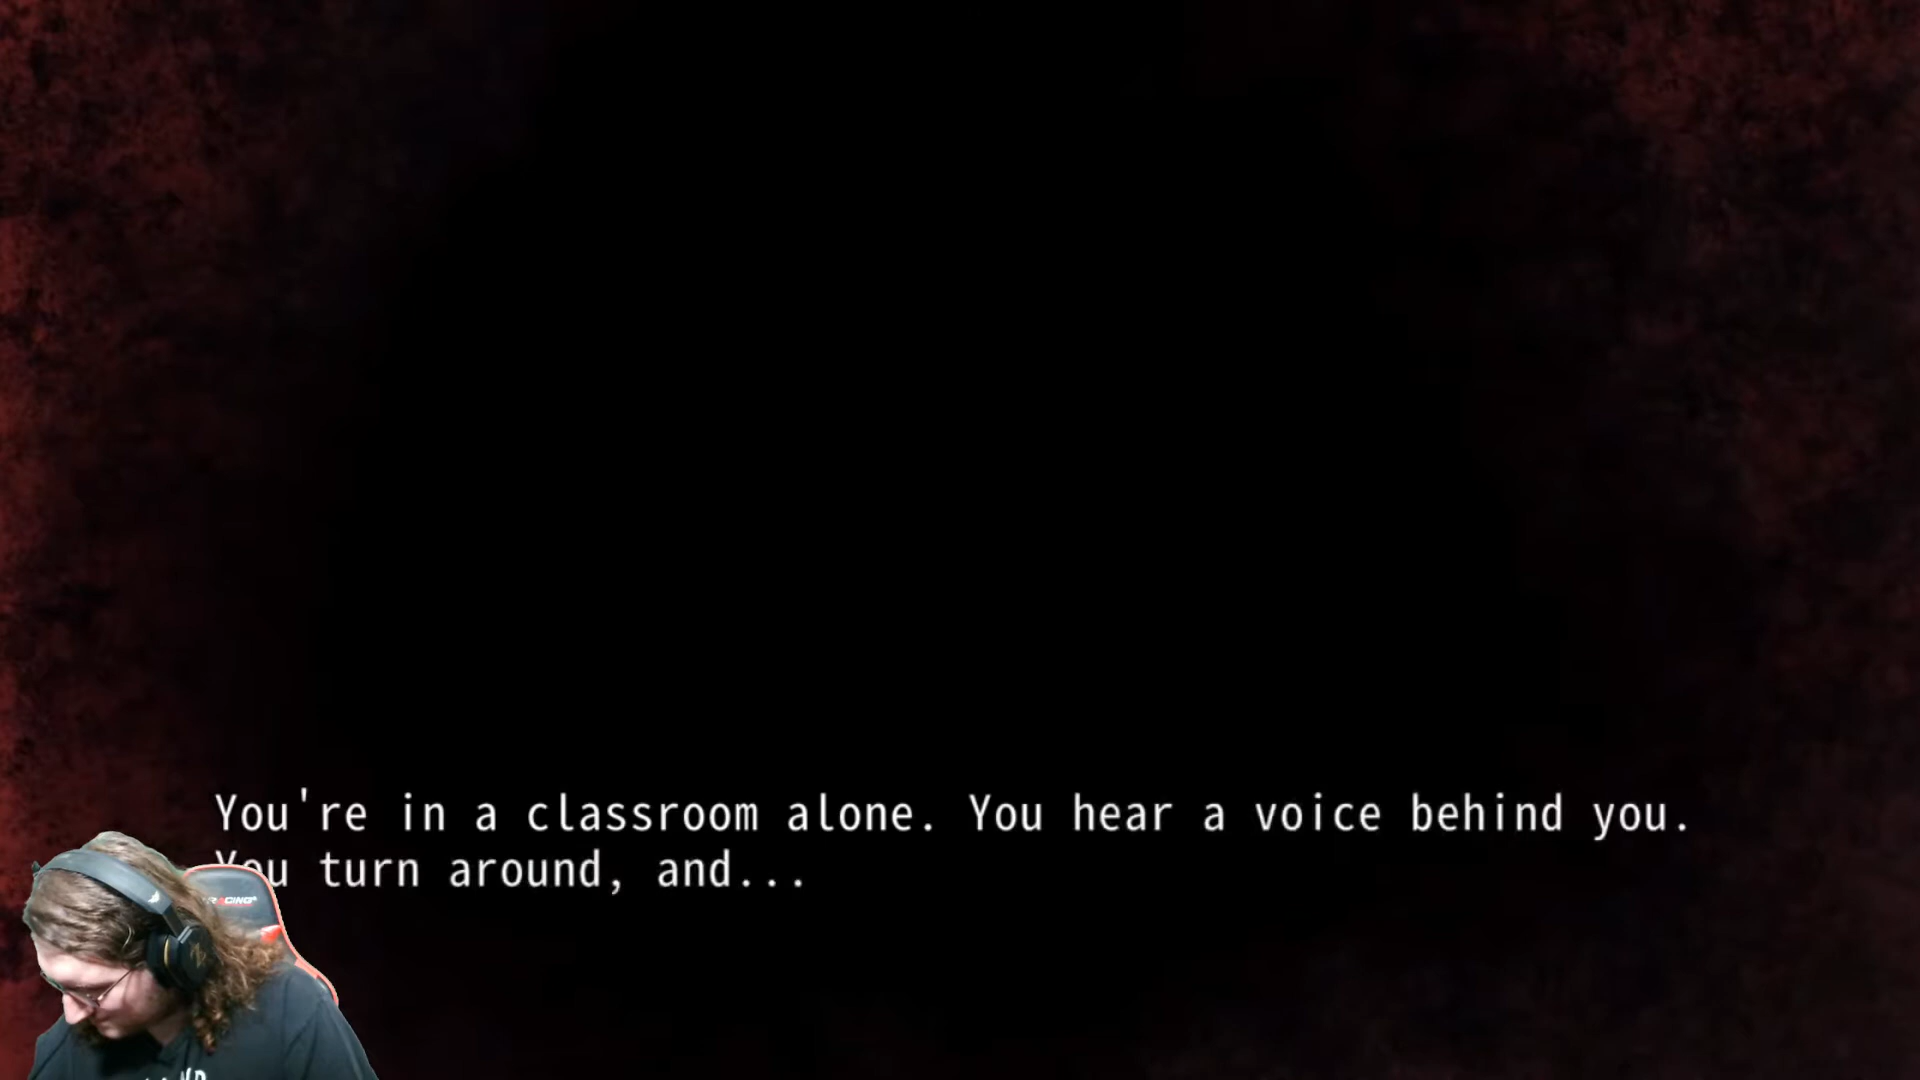 You're in a classroom alone. You hear a voice behind you.
You turn around, and...